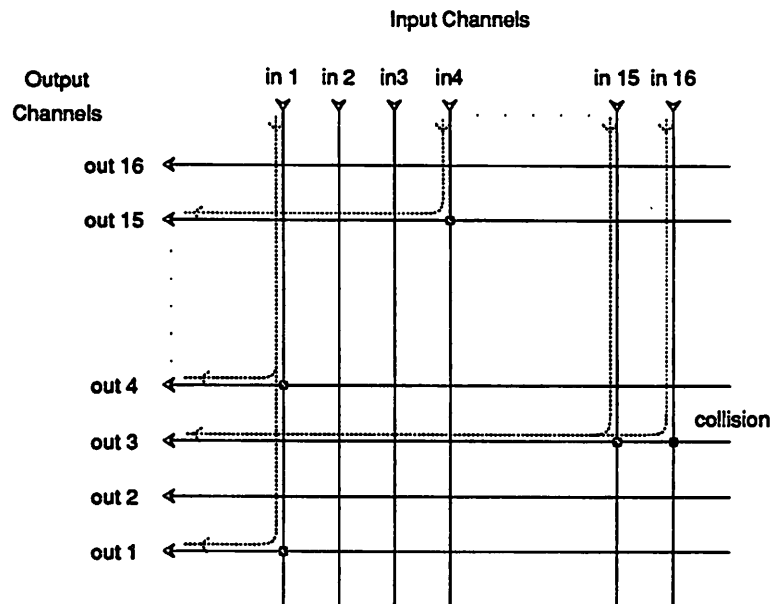 Input Channels
Output
Channels
in 1 in 2 in3 in4 in 15 in 16
out 16
out 15
out 4
out 3
collision
out 2
out 1